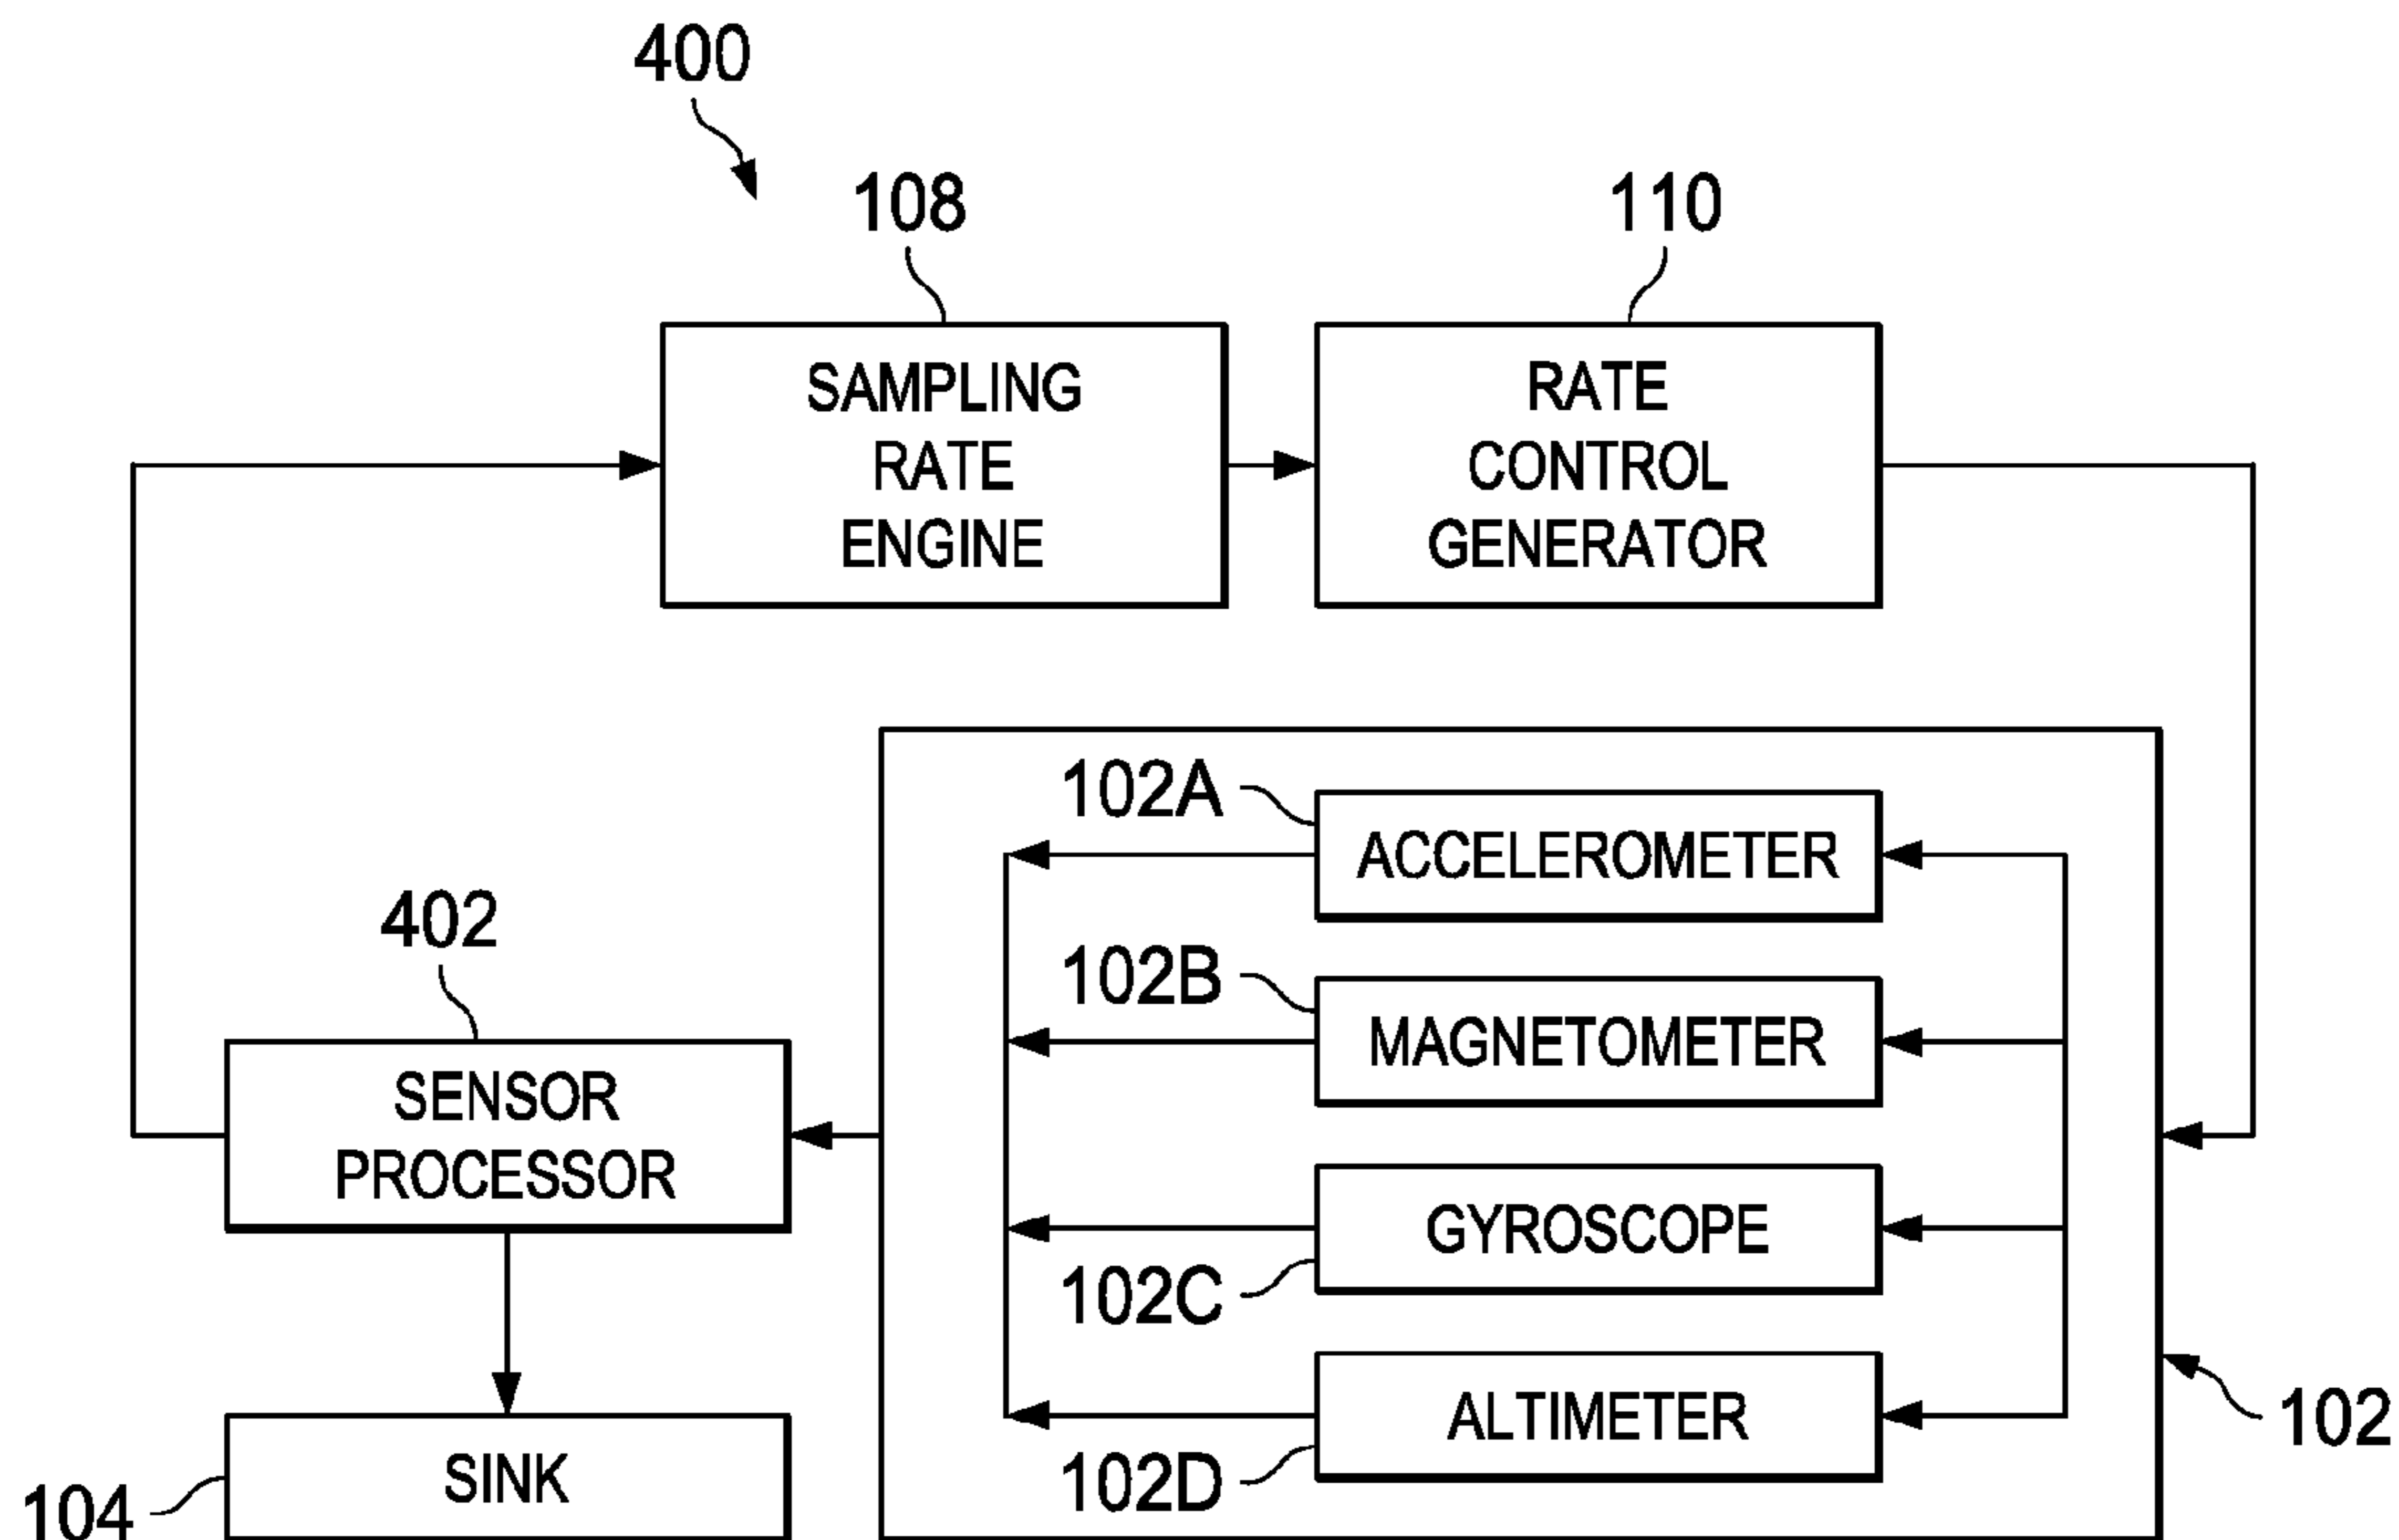 400
108
110
SAMPLING
RATE
ENGINE
RATE
CONTROL
GENERATOR
102A
ACCELEROMETER
402
102B
MAGNETOMETER
SENSOR
PROCESSOR
GYROSCOPE
102C
ALTIMETER
102
SINK
102D
104